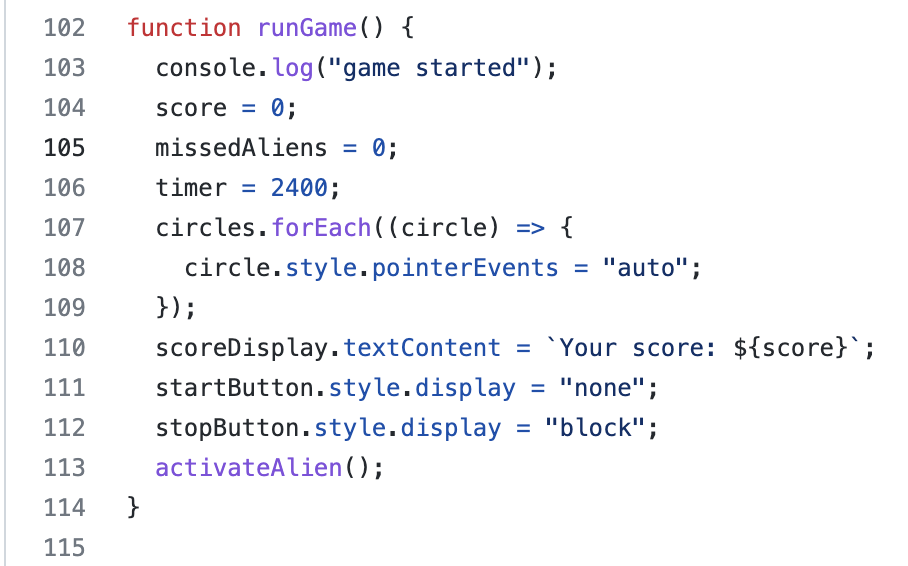 102 function runGame() {
103 console.log("game started");
104 score = 0;
105 missedAliens = 0;
106 timer = 2400;
107 circles.forEach((circle) => {
108 circle.style.pointerEvents = "auto";
109 });
110 scoreDisplay.textContent = `Your score: ${score}`;
111 startButton.style.display = "none";
112 stopButton.style.display = "block";
113 activateAlien();
114 }
115